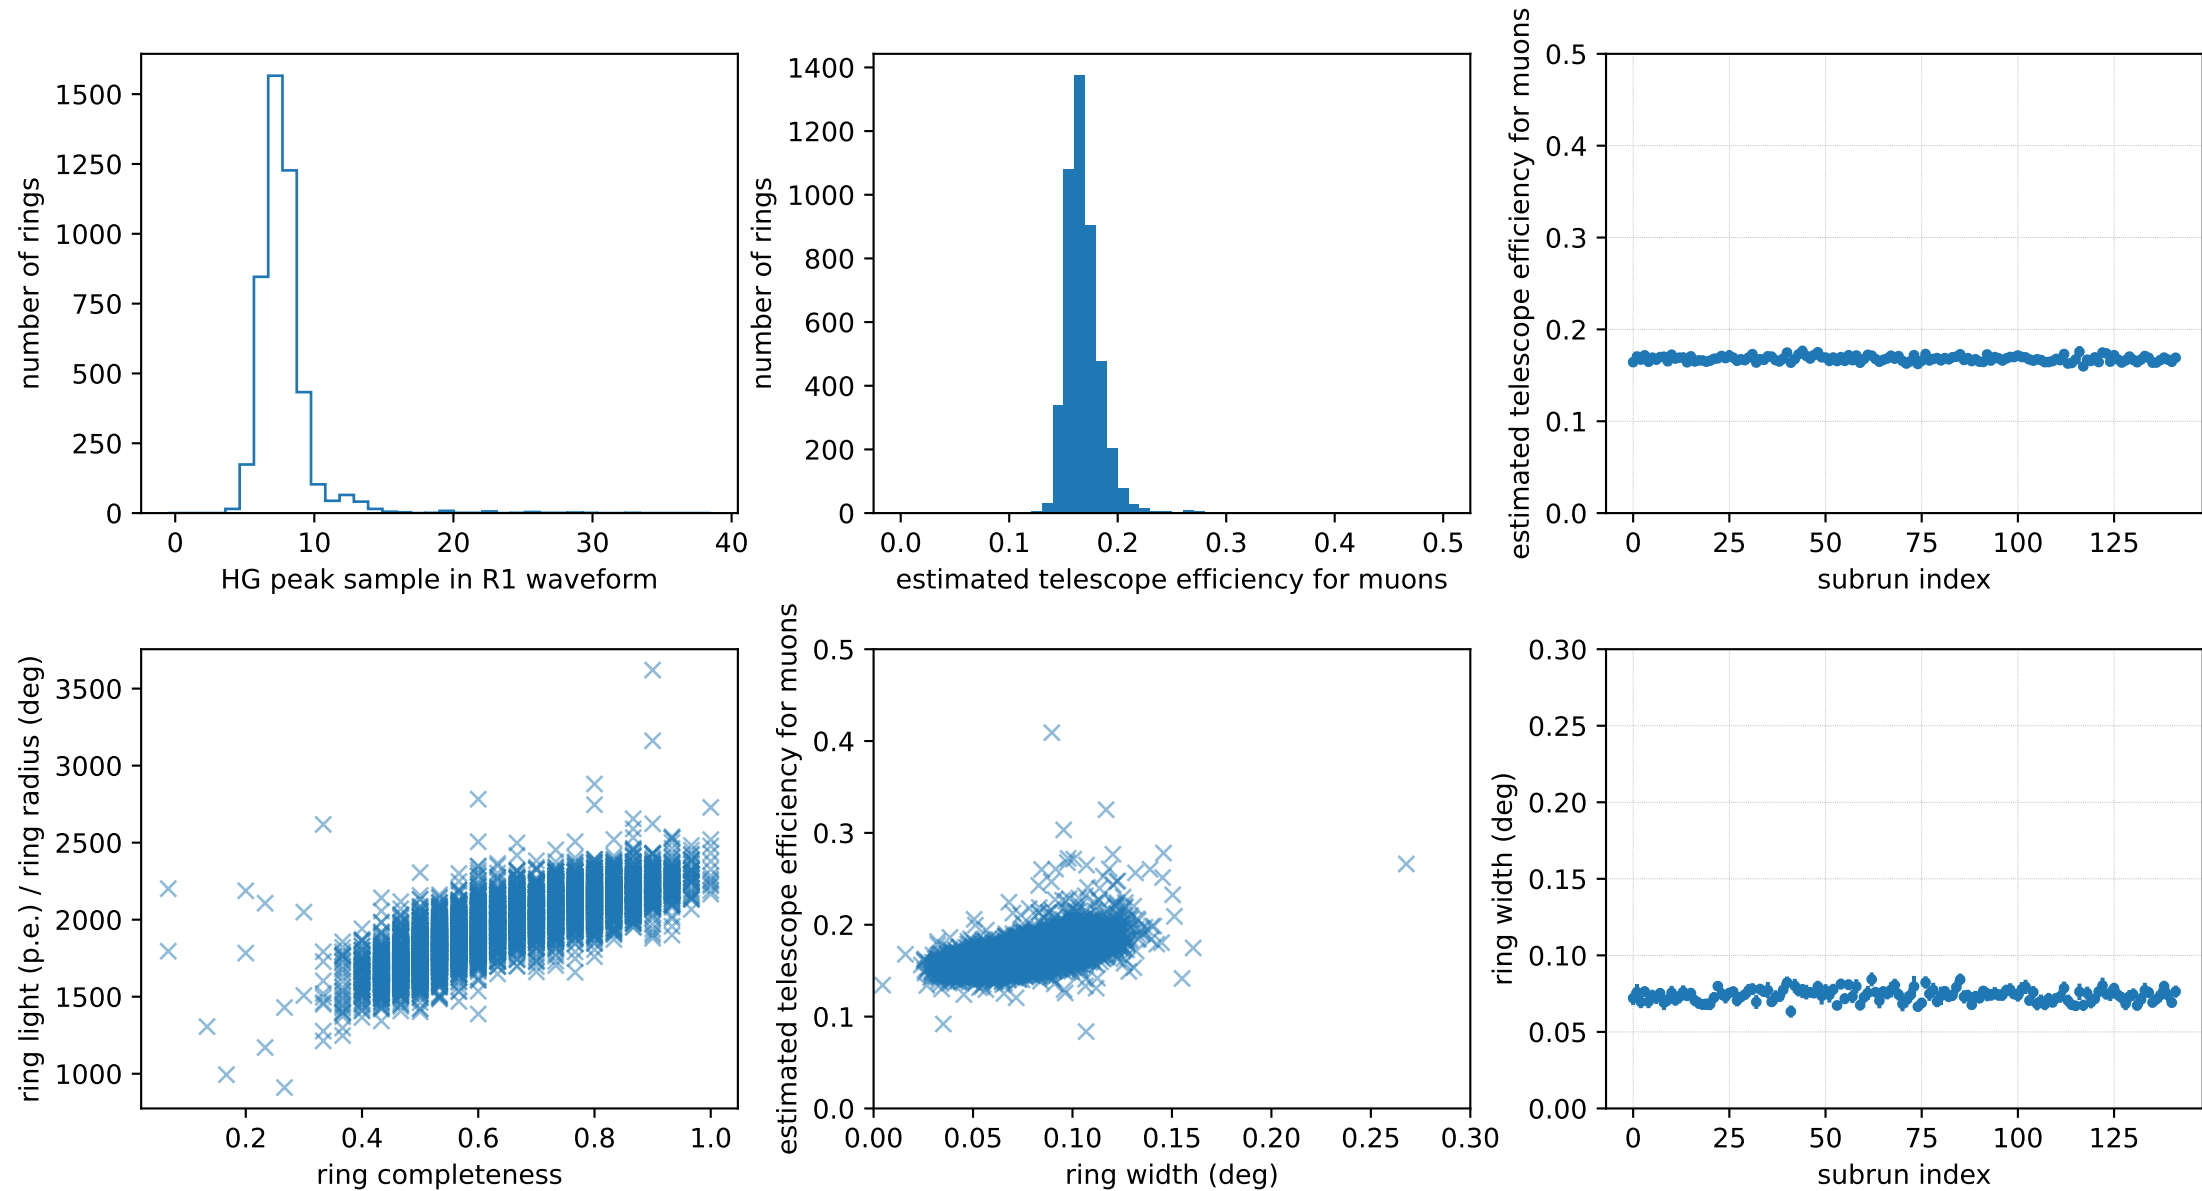 number of rings
1500
1250
1000
750
500
250
0
0 10 20 30 40
HG peak sample in R1 waveform
number of rings
1400
1200
1000
800
600
400
200
0
0.0 0.1 0.2 0.3 0.4 0.5
estimated telescope efficiency for muons
estimated telescope efficiency for muons
0.5
0.4
0.3
0.2
0.1
0.0
0 25 50 75 100 125
subrun index
ring light (p.e.) / ring radius (deg)
3500
3000
2500
2000
1500
1000
0.2 0.4 0.6 0.8 1.0
ring completeness
estimated telescope efficiency for muons
0.5
0.4
0.3
0.2
0.1
0.0
0.00 0.05 0.10 0.15 0.20 0.25 0.30
ring width (deg)
ring width (deg)
0.30
0.25
0.20
0.15
0.10
0.05
0.00
0 25 50 75 100 125
subrun index